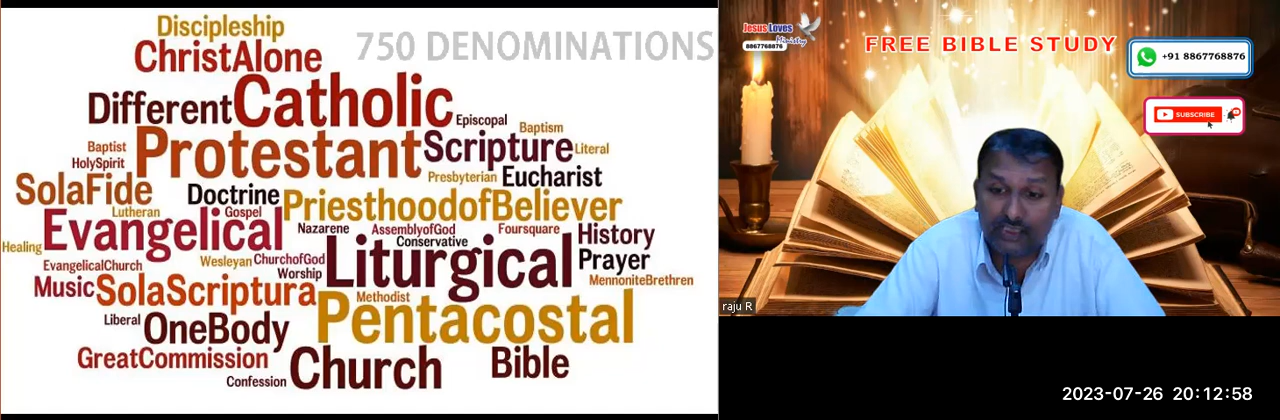 Discipleship
750 DENOMINATIONS
ChristAlone
Different
Catholic
Episcopal
Baptism
Baptist
Protestant
Scripture
Literal
HolySpirit
Presbyterian
Eucharist
SolaFide
Doctrine
PriesthoodofBeliever
Lutheran
Gospel
Evangelical
Nazarene
AssemblyofGod
Foursquare
History
Healing
Conservative
Wesleyan
ChurchofGod
Liturgical
Prayer
EvangelicalChurch
Worship
MennoniteBrethren
Music
SolaScriptura
Methodist
Liberal
OneBody
Pentacostal
GreatCommission
Church
Bible
Confession
Jesus Loves
Ministry
8867768876
FREE BIBLE STUDY
+91 8867768876
SUBSCRIBE
raju R
2023-07-26 20:12:58